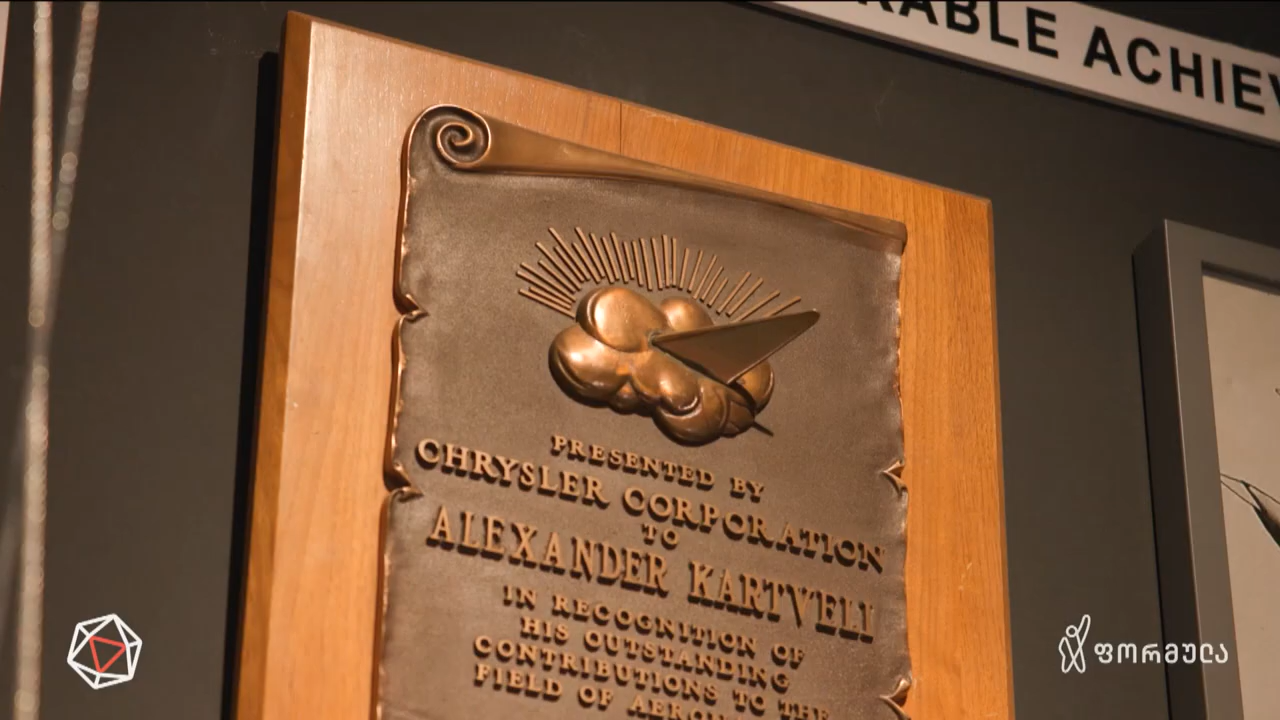 ACHIEV
PRESENTED BY
CHRYSLER CORPORATION
TO
ALEXANDER KARTVELI
IN RECOGNITION OF
HIS OUTSTANDING
CONTRIBUTIONS TO THE
FIELD OF
ფორმულა